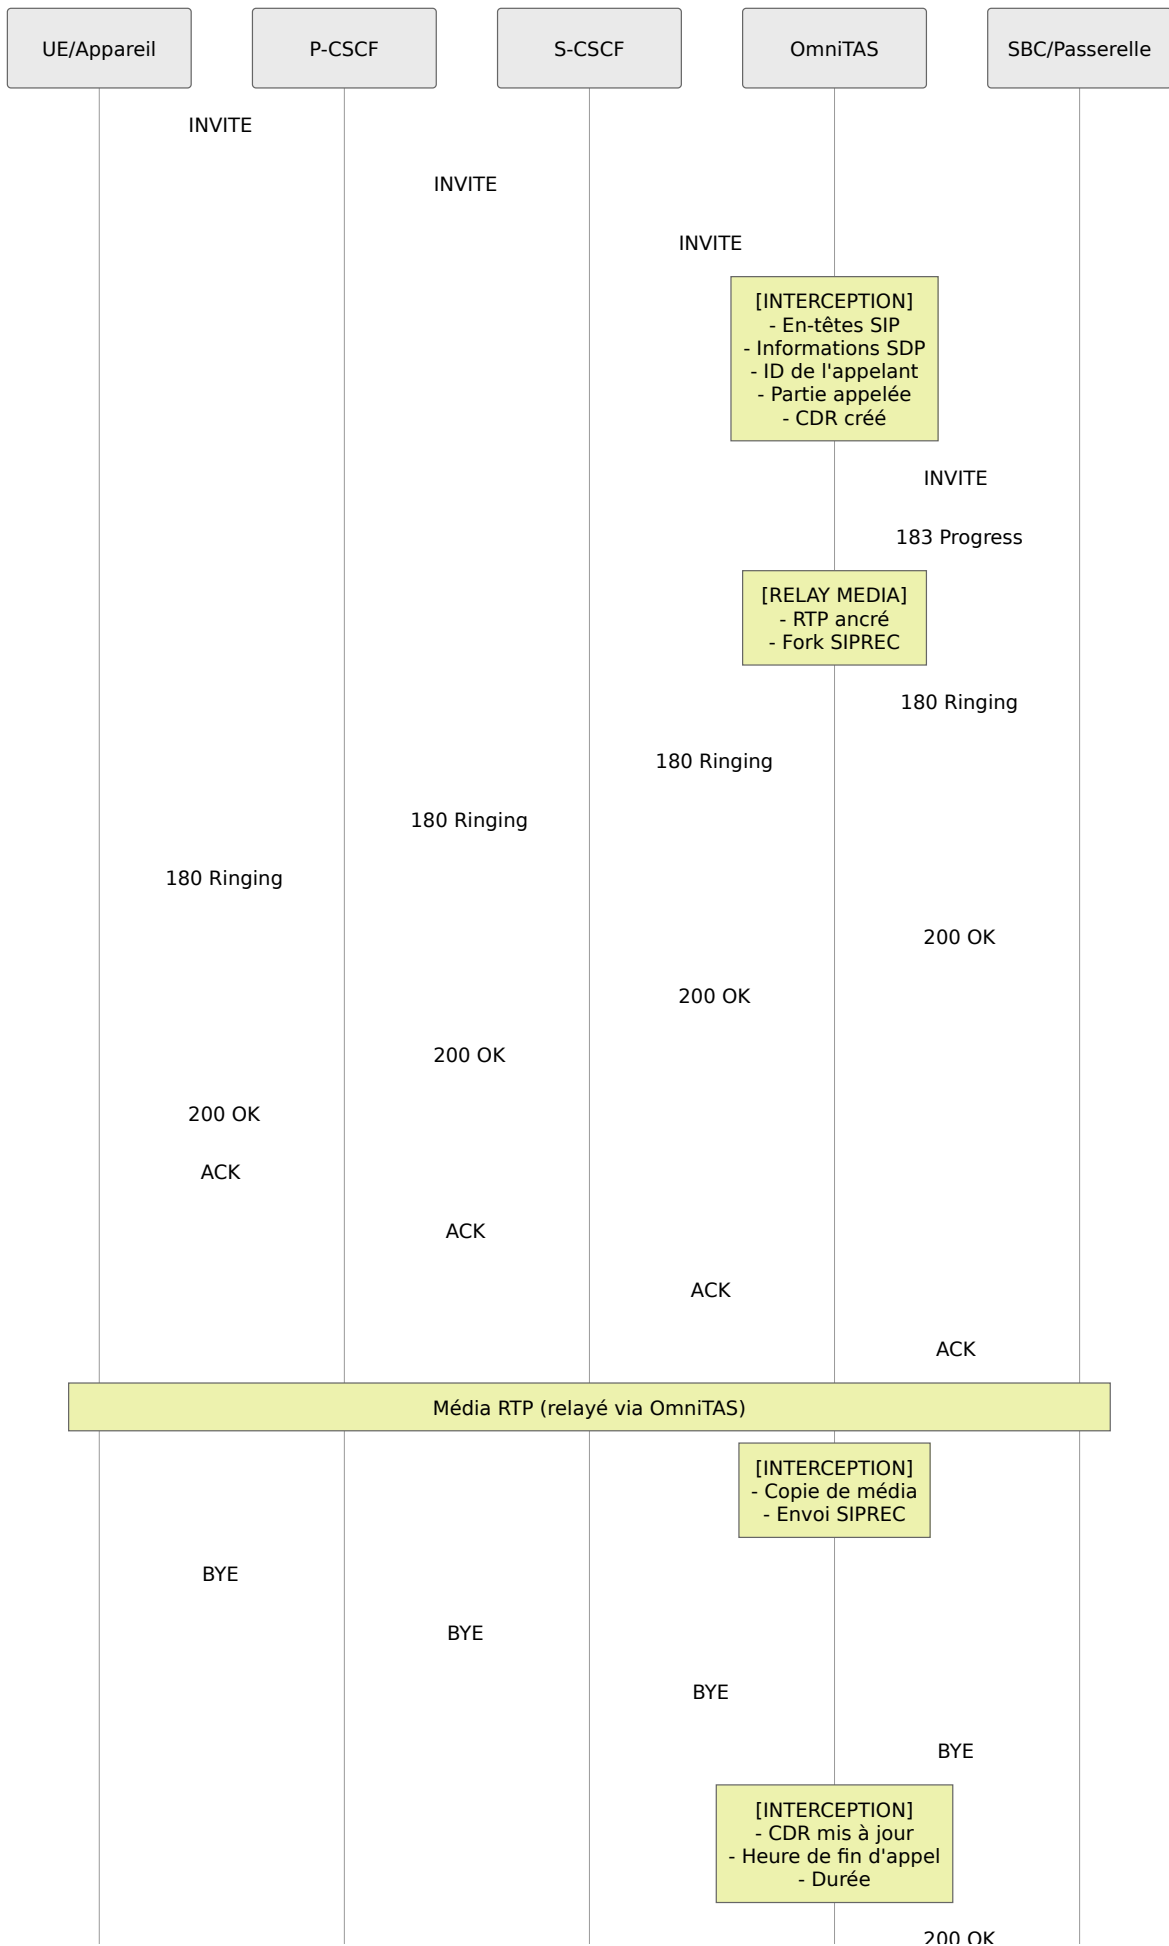 UE/Appareil
P-CSCF
S-CSCF
OmniTAS
SBC/Passerelle
INVITE
INVITE
INVITE
[INTERCEPTION]
- En-têtes SIP
- Informations SDP
- ID de l'appelant
- Partie appelée
- CDR créé
INVITE
183 Progress
[RELAY MEDIA]
- RTP ancré
- Fork SIPREC
180 Ringing
180 Ringing
180 Ringing
180 Ringing
200 OK
200 OK
200 OK
200 OK
ACK
ACK
ACK
ACK
Média RTP (relayé via OmniTAS)
[INTERCEPTION]
- Copie de média
- Envoi SIPREC
BYE
BYE
BYE
BYE
[INTERCEPTION]
- CDR mis à jour
- Heure de fin d'appel
- Durée
200 OK